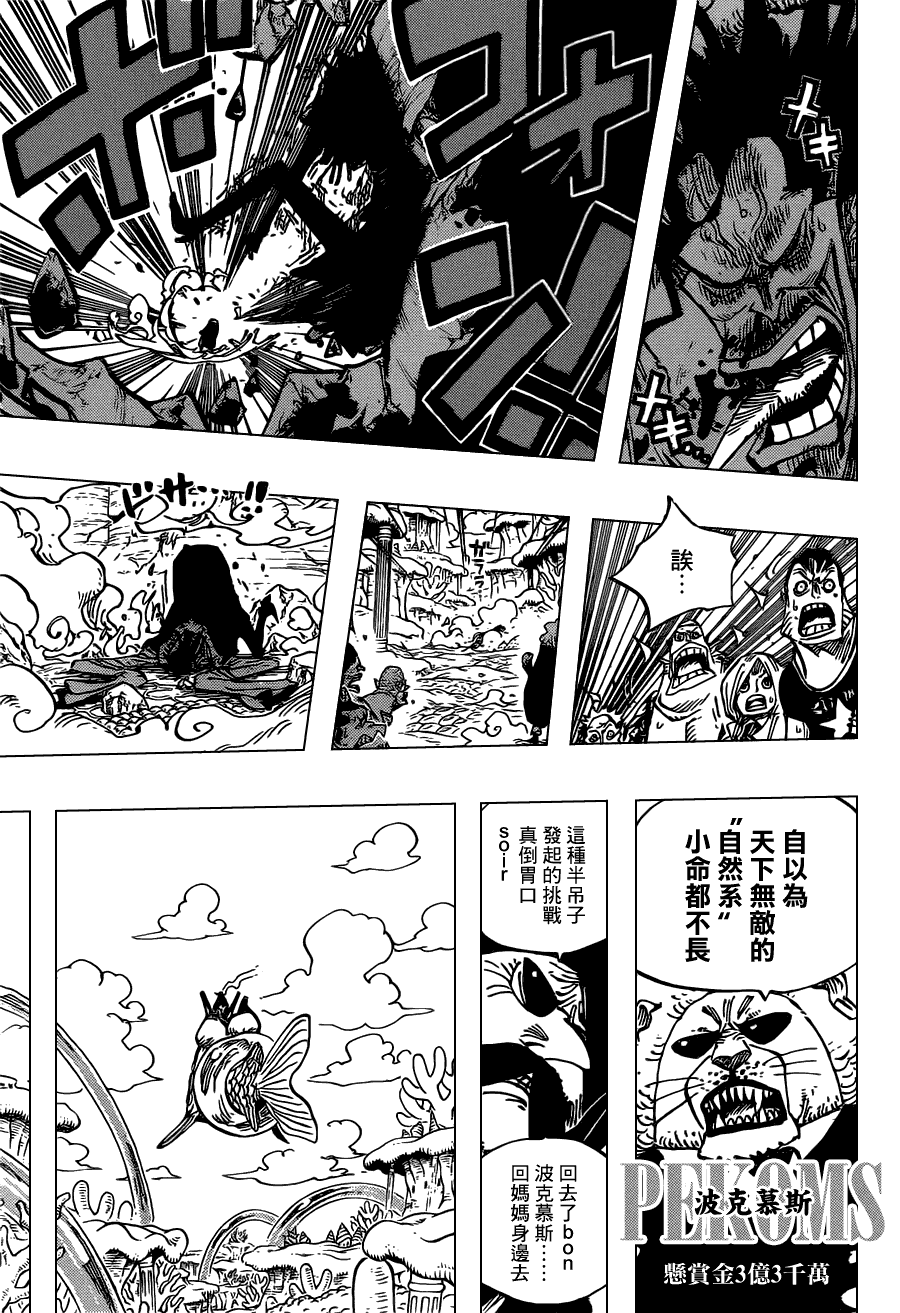 メキ
メキ…
ボ
ゴォン!!
誒…
ガラ
ラ…
ドサ…!!
自以為
天下無敵的
"自然系"
小命都不長
PEKOMS
波克慕斯
懸賞金3億3千萬
這種半吊子
發起的挑戰
真倒胃口
soir
回去了bon
波克慕斯……
回媽媽身邊去